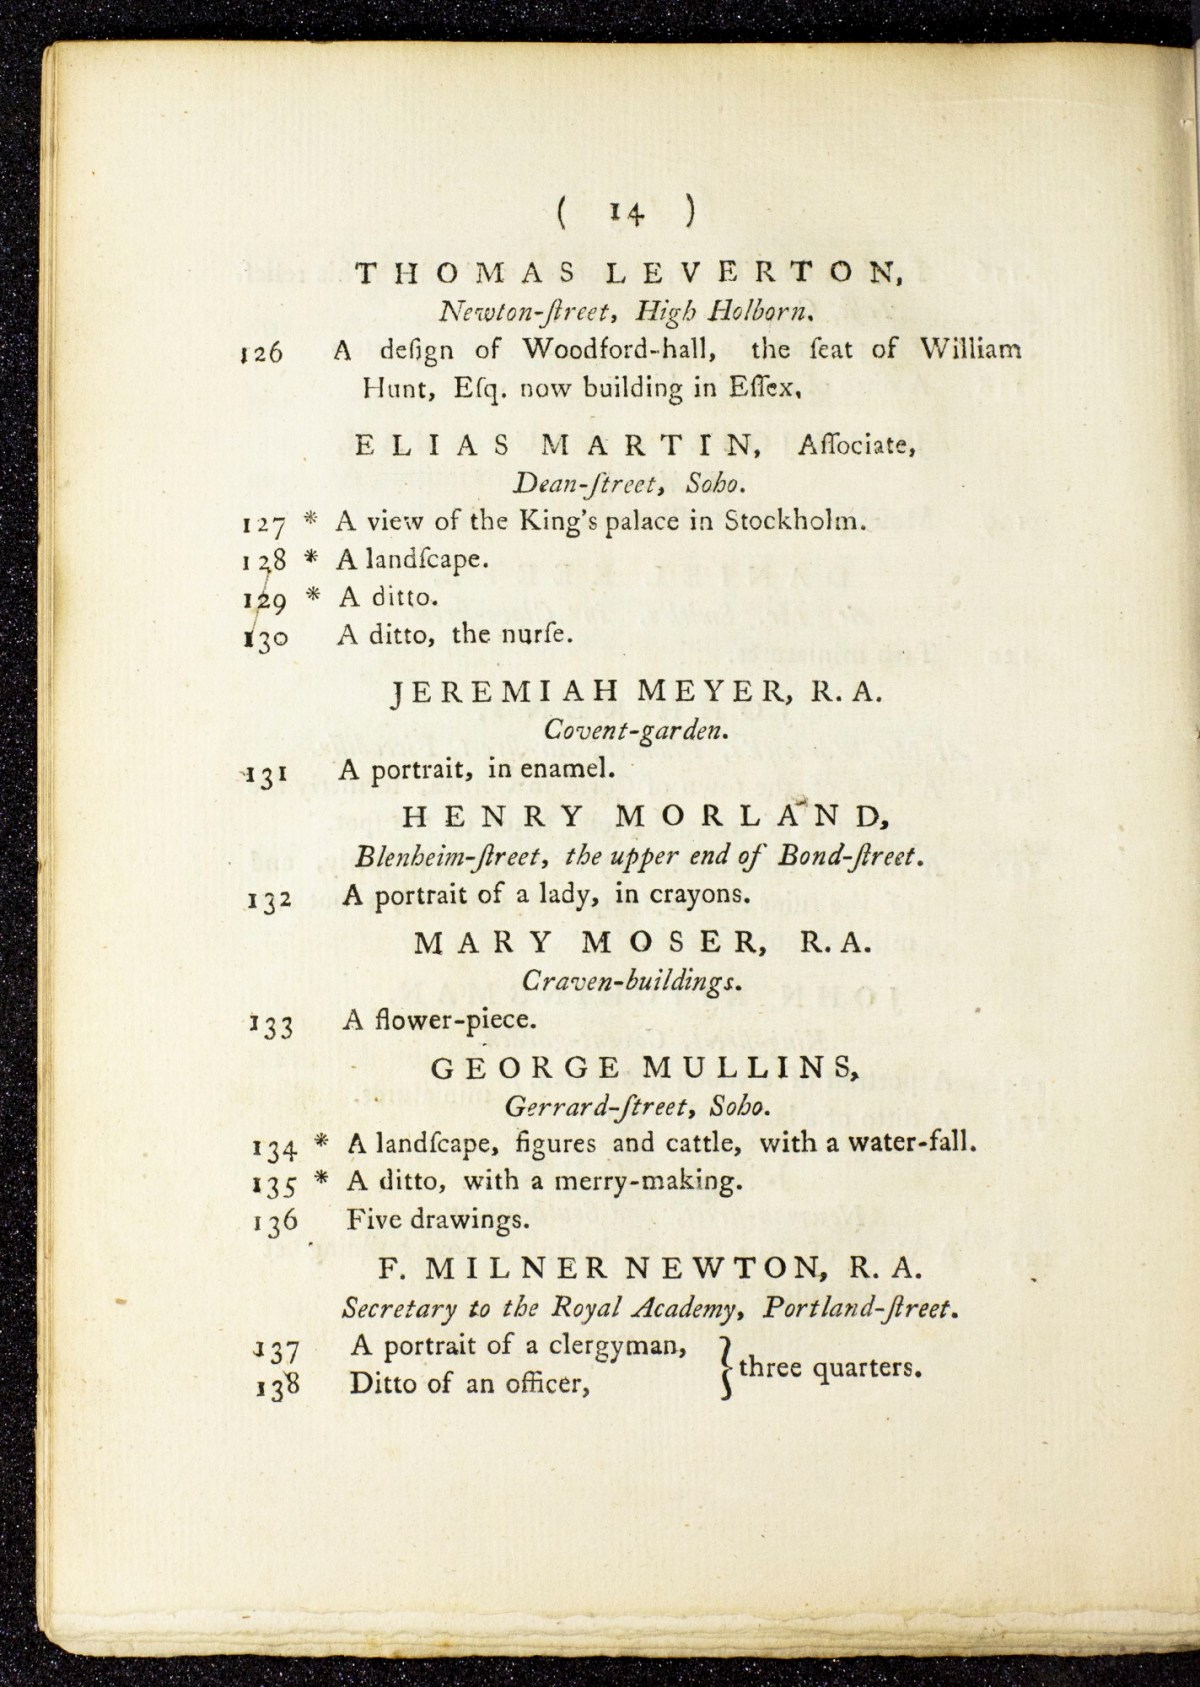 ( 14 )
THOMAS LEVERTON,
Newton-ſtreet, High Holborn.
126 A deſign of Woodford-hall, the ſeat of William
Hunt, Eſq. now building in Eſſex,
ELIAS MARTIN, Aſſociate,
Dean-ſtreet, Soho.
127 * A view of the King's palace in Stockholm.
128 * A landſcape.
129 * A ditto.
130 A ditto, the nurſe.
JEREMIAH MEYER, R. A.
Covent-garden.
131 A portrait, in enamel.
HENRY MORLAND,
Blenheim-ſtreet, the upper end of Bond-ſtreet.
132 A portrait of a lady, in crayons.
MARY MOSER, R. A.
Craven-buildings.
133 A flower-piece.
GEORGE MULLINS,
Gerrard-ſtreet, Soho.
134 * A landſcape, figures and cattle, with a water-fall.
135 * A ditto, with a merry-making.
136 Five drawings.
F. MILNER NEWTON, R. A.
Secretary to the Royal Academy, Portland-ſtreet.
137 A portrait of a clergyman,
138 Ditto of an officer,
} three quarters.